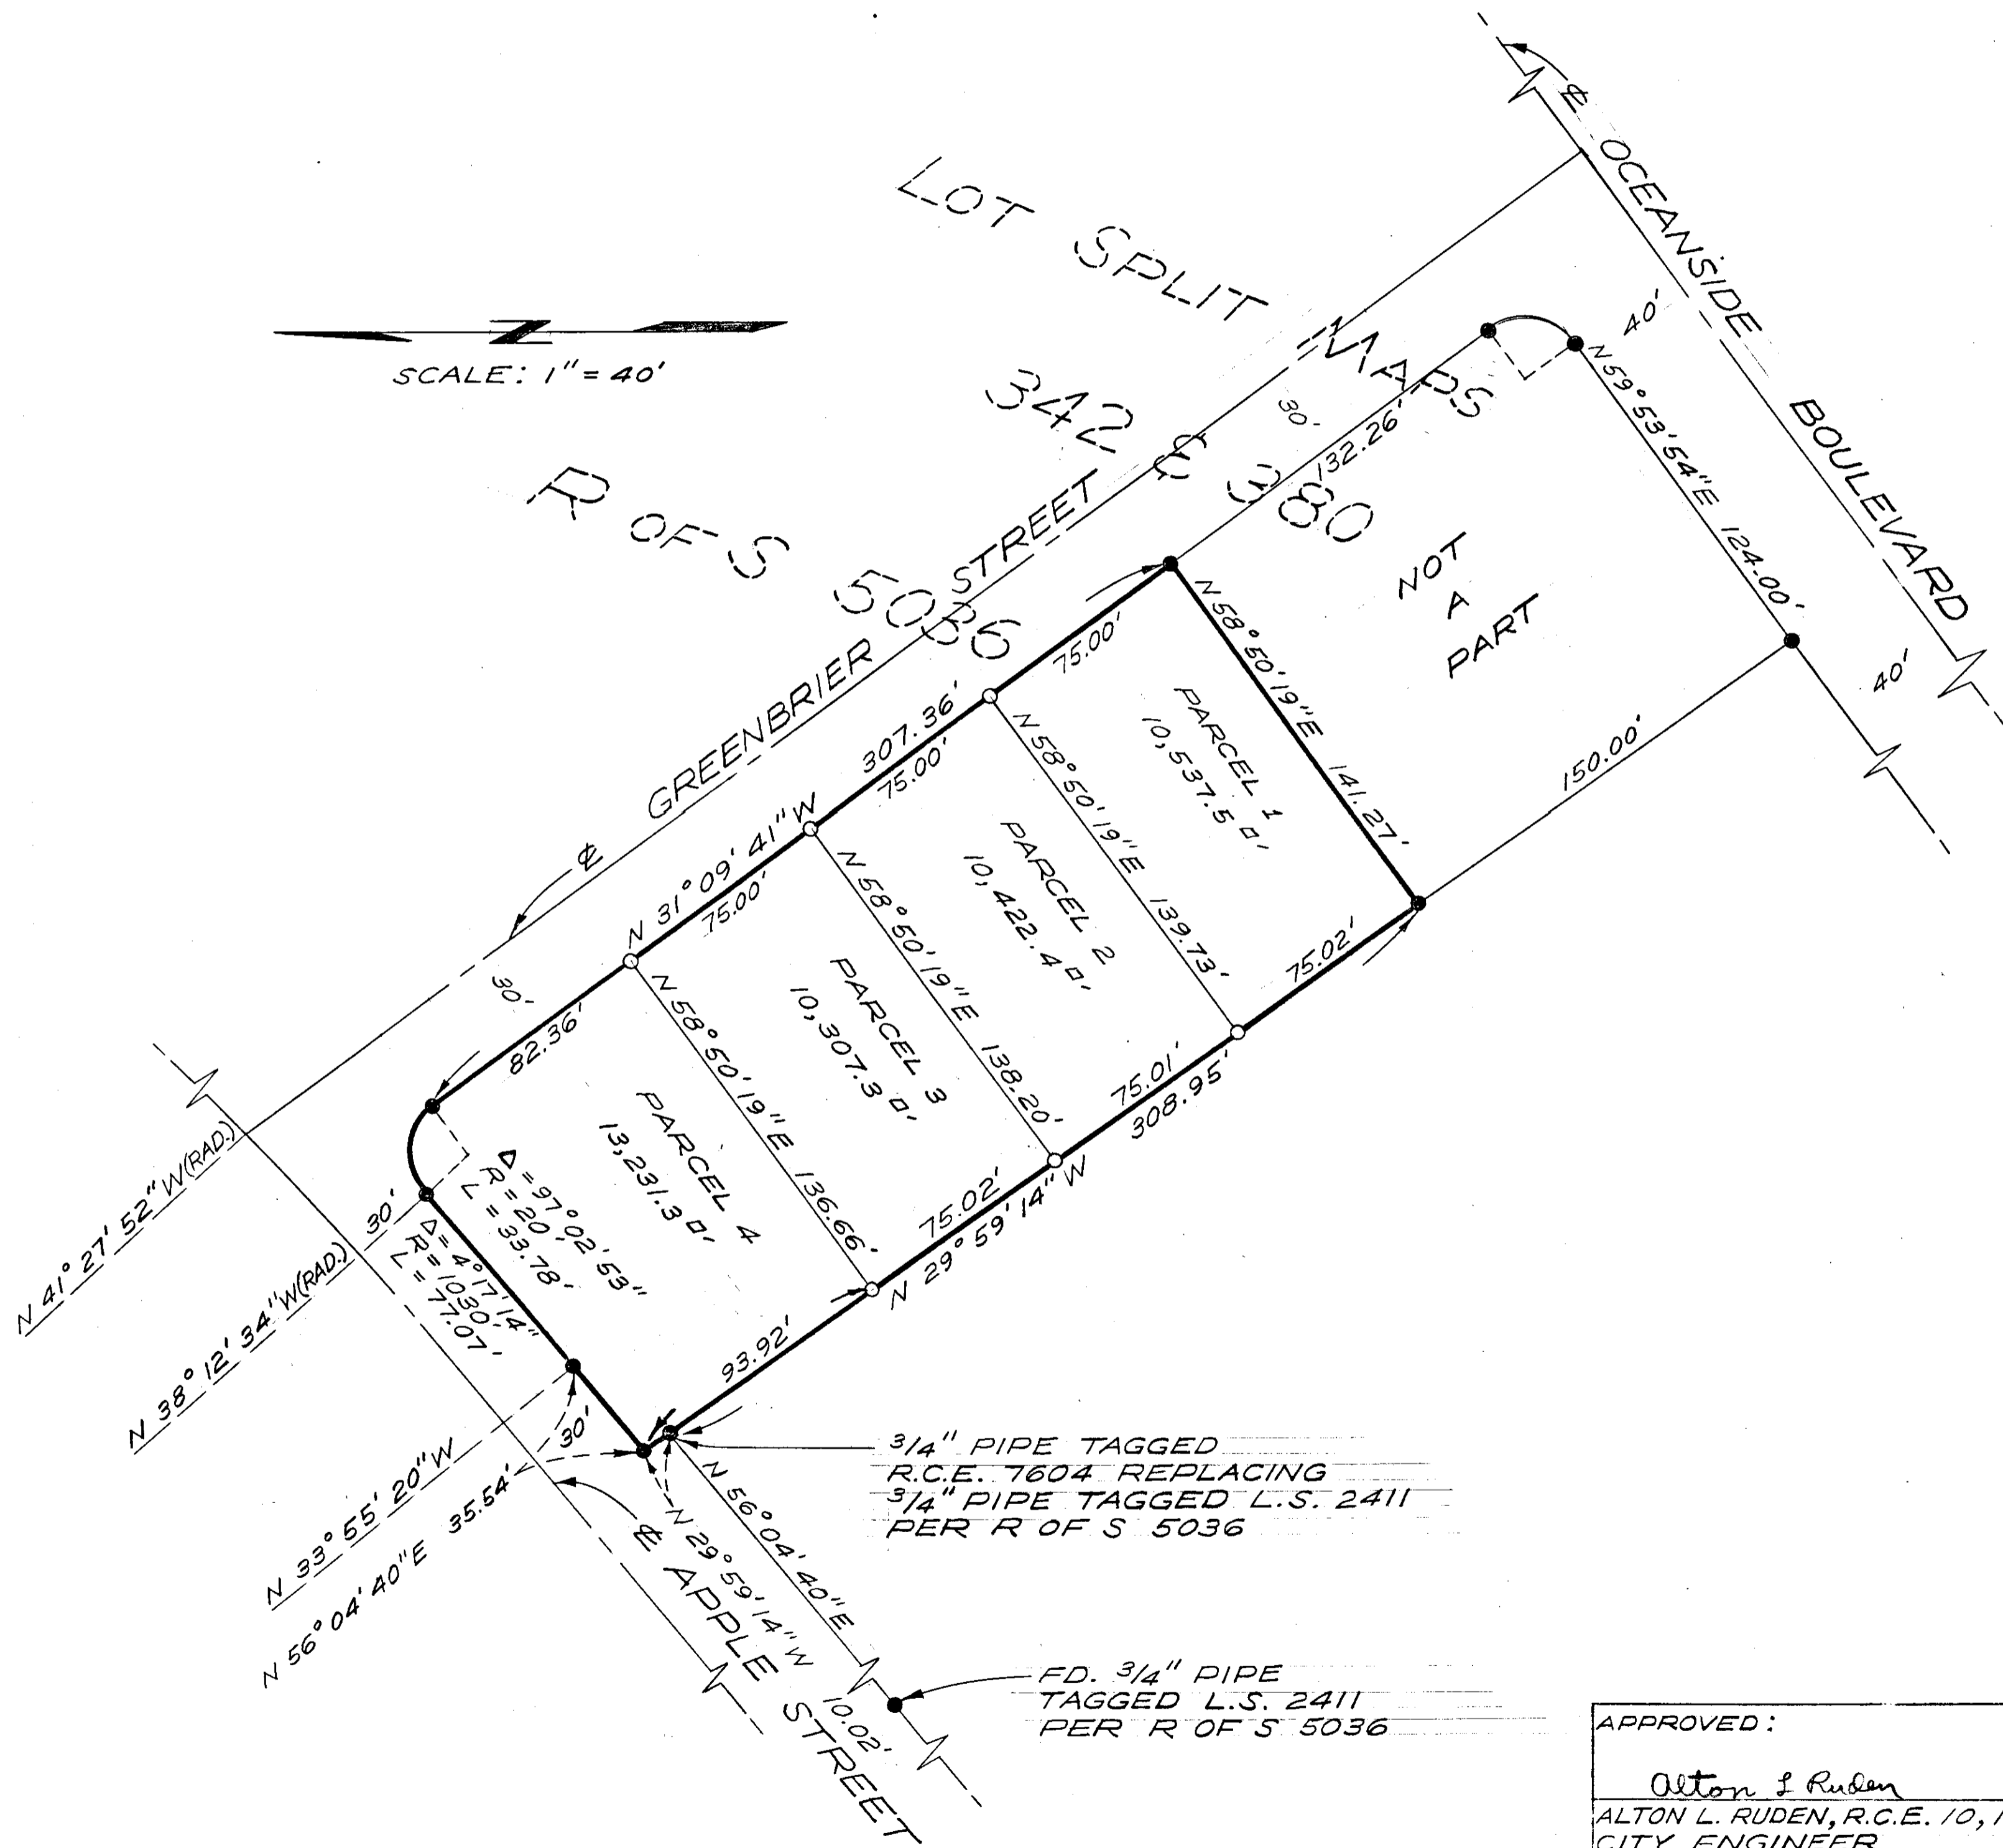 ℄ OCEANSIDE BOULEVARD
LOT SPLIT MAPS
342 & 380
R OF S 5036
N
SCALE: 1" = 40'
40'
N 59° 53' 54" E 124.00'
30'
132.26'
NOT
A
PART
40'
150.00'
GREENBRIER STREET
℄
307.36'
N 31° 09' 41" W
75.00'
75.00'
75.00'
82.36'
30'
N 58° 50' 19" E 141.27'
PARCEL 1
10,537.5 □'
N 58° 50' 19" E 139.73'
PARCEL 2
10,422.4 □'
N 58° 50' 19" E 138.20'
PARCEL 3
10,307.3 □'
N 58° 50' 19" E 136.66'
PARCEL 4
13,231.3 □'
75.02'
75.01'
308.95'
75.02'
N 29° 59' 14" W
93.92'
Δ = 97° 02' 53"
R = 20'
L = 33.78'
Δ = 4° 17' 14"
R = 1030'
L = 77.07'
30'
N 41° 27' 52" W (RAD.)
N 38° 12' 34" W (RAD.)
N 33° 55' 20" W
N 56° 04' 40" E 35.54'
30'
3/4" PIPE TAGGED
R.C.E. 7604 REPLACING
3/4" PIPE TAGGED L.S. 2411
PER R OF S 5036
N 56° 04' 40" E
N 29° 59' 14" W 10.02'
℄ APPLE STREET
FD. 3/4" PIPE
TAGGED L.S. 2411
PER R OF S 5036
APPROVED:
Alton L Ruden
ALTON L. RUDEN, R.C.E. 10, 1
CITY ENGINEER